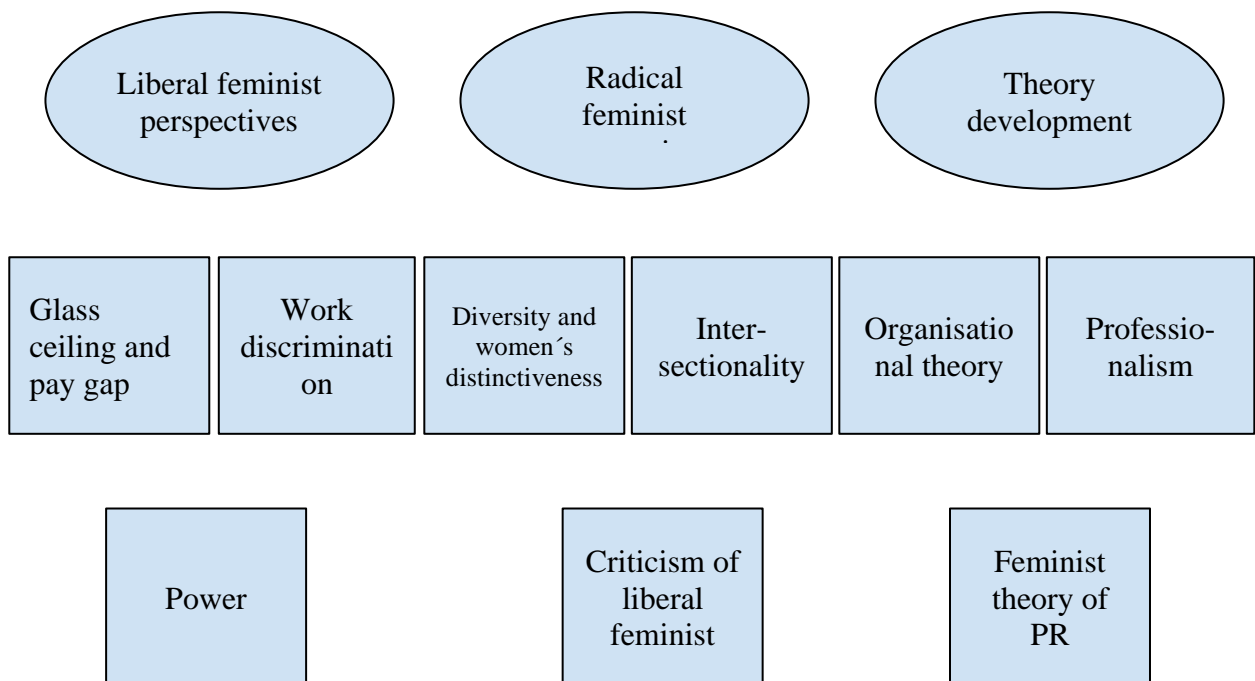 Liberal feminist
perspectives
Radical
feminist
Theory
development
Glass
ceiling and
pay gap
Work
discriminati
on
Diversity and
women´s
distinctiveness
Inter-
sectionality
Organisatio
nal theory
Professio-
nalism
Power
Criticism of
liberal
feminist
Feminist
theory of
PR